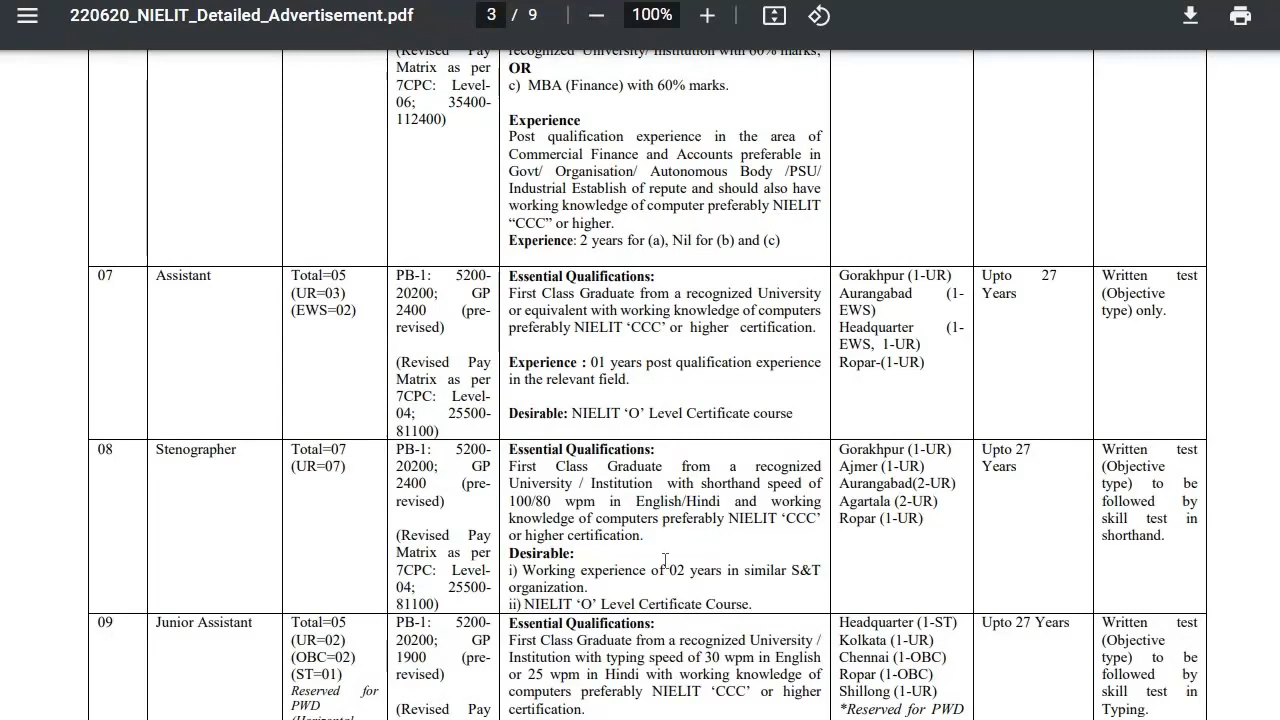 220620_NIELIT_Detailed_Advertisement.pdf
3 / 9
100%
(Revised Pay
Matrix as per
7CPC: Level-
06; 35400-
112400)
recognized University/ Institution with 60% marks,
OR
c) MBA (Finance) with 60% marks.
Experience
Post qualification experience in the area of
Commercial Finance and Accounts preferable in
Govt/ Organisation/ Autonomous Body /PSU/
Industrial Establish of repute and should also have
working knowledge of computer preferably NIELIT
“CCC” or higher.
Experience: 2 years for (a), Nil for (b) and (c)
07
Assistant
Total=05
(UR=03)
(EWS=02)
PB-1: 5200-
20200; GP
2400 (pre-
revised)
(Revised Pay
Matrix as per
7CPC: Level-
04; 25500-
81100)
Essential Qualifications:
First Class Graduate from a recognized University
or equivalent with working knowledge of computers
preferably NIELIT ‘CCC’ or higher certification.
Experience : 01 years post qualification experience
in the relevant field.
Desirable: NIELIT ‘O’ Level Certificate course
Gorakhpur (1-UR)
Aurangabad (1-
EWS)
Headquarter (1-
EWS, 1-UR)
Ropar-(1-UR)
Upto 27
Years
Written test
(Objective
type) only.
08
Stenographer
Total=07
(UR=07)
PB-1: 5200-
20200; GP
2400 (pre-
revised)
(Revised Pay
Matrix as per
7CPC: Level-
04; 25500-
81100)
Essential Qualifications:
First Class Graduate from a recognized
University / Institution with shorthand speed of
100/80 wpm in English/Hindi and working
knowledge of computers preferably NIELIT ‘CCC’
or higher certification.
Desirable:
i) Working experience of 02 years in similar S&T
organization.
ii) NIELIT ‘O’ Level Certificate Course.
Gorakhpur (1-UR)
Ajmer (1-UR)
Aurangabad(2-UR)
Agartala (2-UR)
Ropar (1-UR)
Upto 27
Years
Written test
(Objective
type) to be
followed by
skill test in
shorthand.
09
Junior Assistant
Total=05
(UR=02)
(OBC=02)
(ST=01)
Reserved for
PWD
(Horizontal
PB-1: 5200-
20200; GP
1900 (pre-
revised)
(Revised Pay
Essential Qualifications:
First Class Graduate from a recognized University /
Institution with typing speed of 30 wpm in English
or 25 wpm in Hindi with working knowledge of
computers preferably NIELIT ‘CCC’ or higher
certification.
Headquarter (1-ST)
Kolkata (1-UR)
Chennai (1-OBC)
Ropar (1-OBC)
Shillong (1-UR)
*Reserved for PWD
Upto 27 Years
Written test
(Objective
type) to be
followed by
skill test in
Typing.